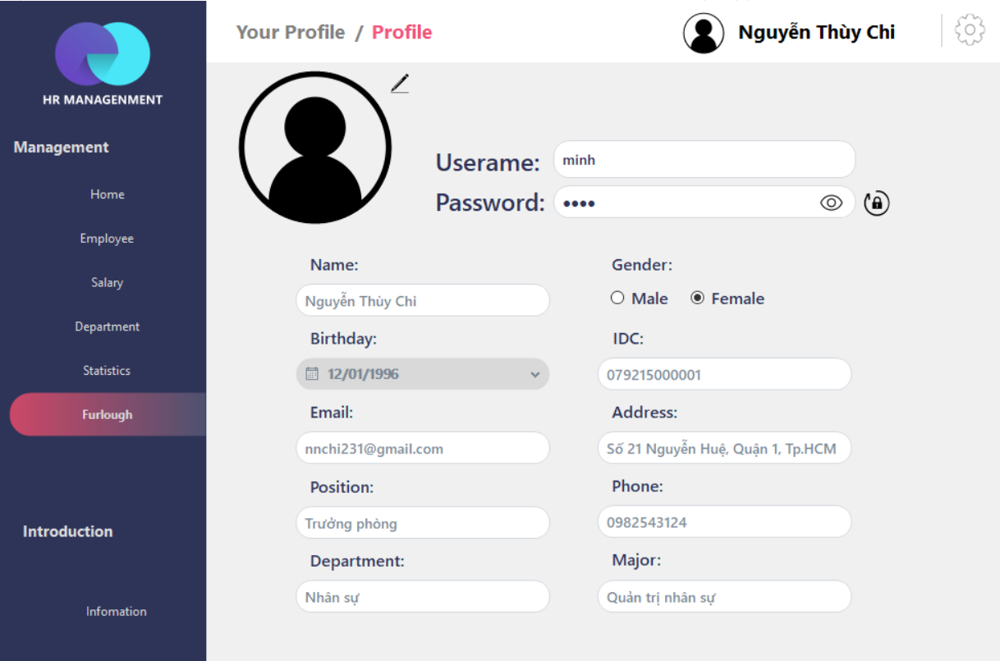 HR MANAGENMENT
Management
Home
Employee
Salary
Department
Statistics
Furlough
Introduction
Infomation
Your Profile / Profile
Nguyễn Thùy Chi
Userame: minh
Password: ••••
Name:
Nguyễn Thùy Chi
Gender:
Male Female
Birthday:
12/01/1996
IDC:
079215000001
Email:
nnchi231@gmail.com
Address:
Số 21 Nguyễn Huệ, Quận 1, Tp.HCM
Position:
Trưởng phòng
Phone:
0982543124
Department:
Nhân sự
Major:
Quản trị nhân sự